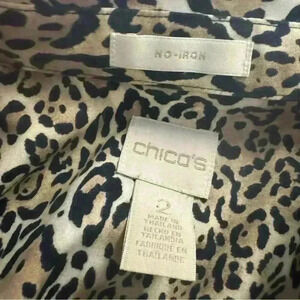 NO-IRON
chico's
2
MADE IN
THAILAND
HECHO EN
TAILANDIA
FABRIQUÉ EN
THAÏLANDE